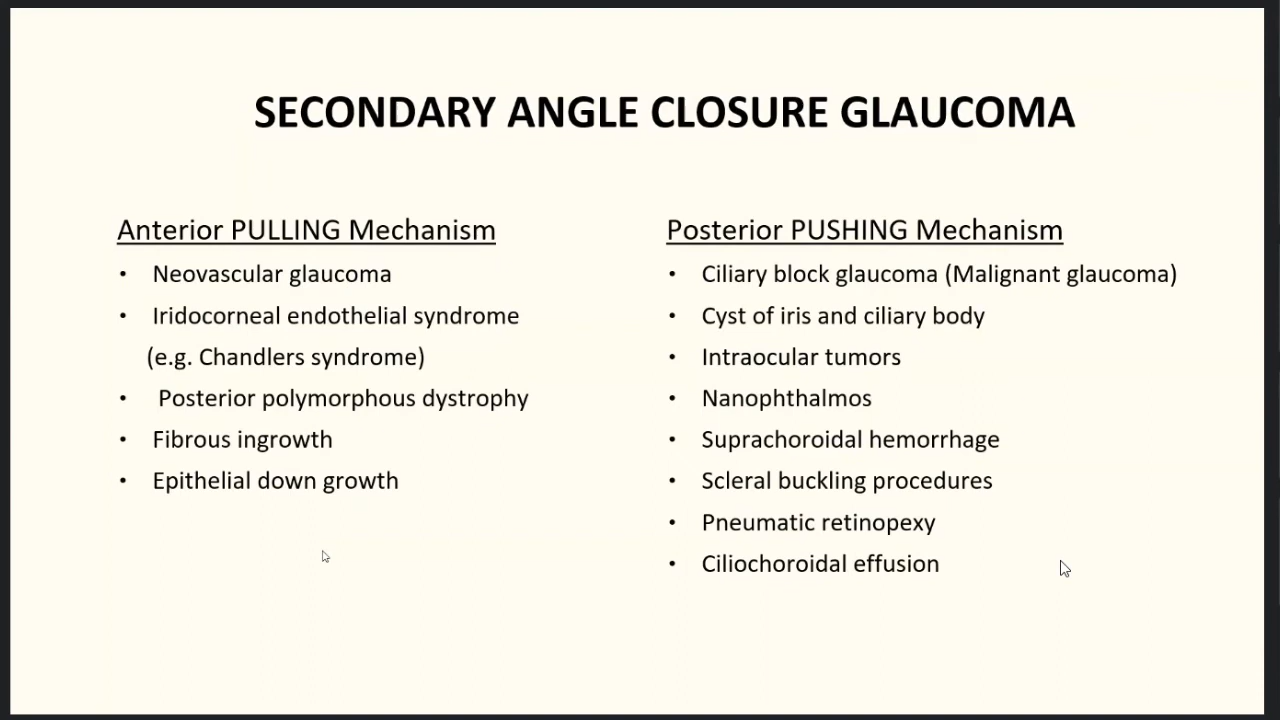 SECONDARY ANGLE CLOSURE GLAUCOMA
Anterior PULLING Mechanism
• Neovascular glaucoma
• Iridocorneal endothelial syndrome
(e.g. Chandlers syndrome)
• Posterior polymorphous dystrophy
• Fibrous ingrowth
• Epithelial down growth
Posterior PUSHING Mechanism
• Ciliary block glaucoma (Malignant glaucoma)
• Cyst of iris and ciliary body
• Intraocular tumors
• Nanophthalmos
• Suprachoroidal hemorrhage
• Scleral buckling procedures
• Pneumatic retinopexy
• Ciliochoroidal effusion